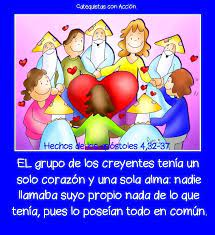 Catequistas con Acción
Hechos de los apóstoles 4,32-37
EL grupo de los creyentes tenía un
solo corazón y una sola alma: nadie
llamaba suyo propio nada de lo que
tenía, pues lo poseían todo en común.